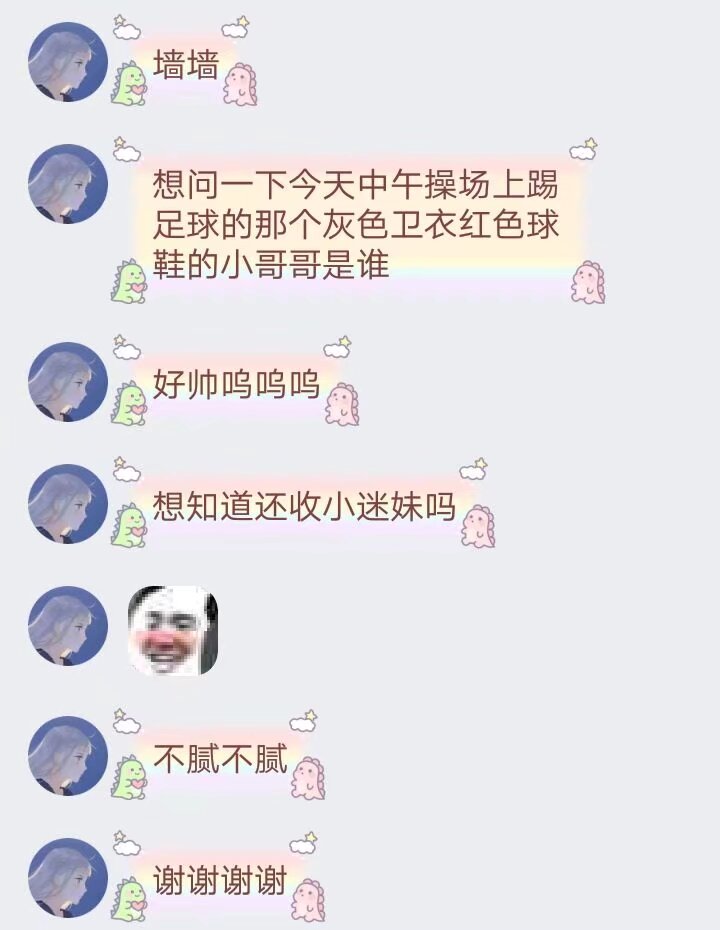 墙墙
想问一下今天中午操场上踢
足球的那个灰色卫衣红色球
鞋的小哥哥是谁
好帅呜呜呜
想知道还收小迷妹吗
不腻不腻
谢谢谢谢